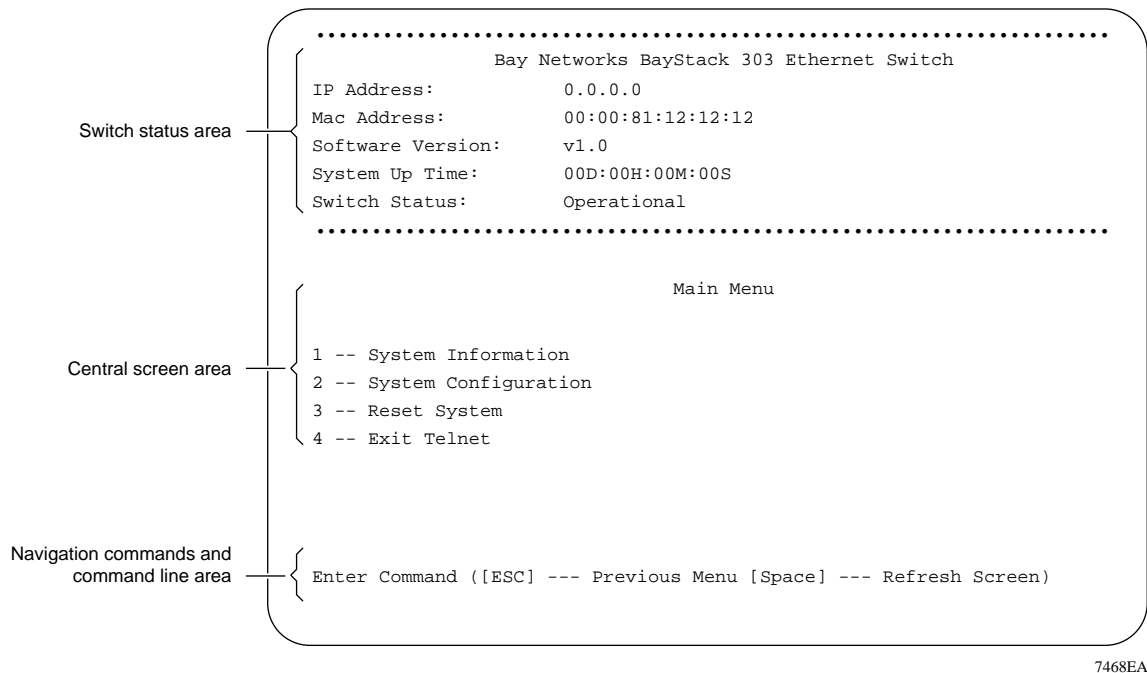 Bay Networks BayStack 303 Ethernet Switch
IP Address: 0.0.0.0
Mac Address: 00:00:81:12:12:12
Switch status area
Software Version: v1.0
System Up Time: 00D:00H:00M:00S
Switch Status: Operational
Main Menu
1 -- System Information
Central screen area
2 -- System Configuration
3 -- Reset System
4 -- Exit Telnet
Navigation commands and
command line area
Enter Command ([ESC] --- Previous Menu [Space] --- Refresh Screen)
7468EA